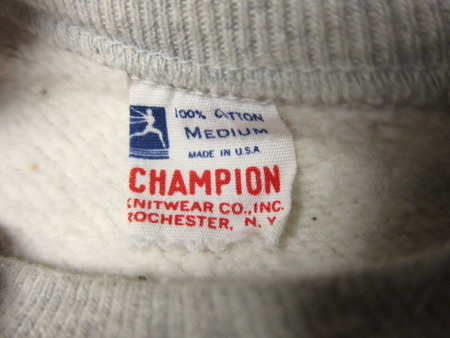 100% COTTON
MEDIUM
MADE IN U.S.A.
CHAMPION
KNITWEAR CO., INC.
ROCHESTER, N. Y